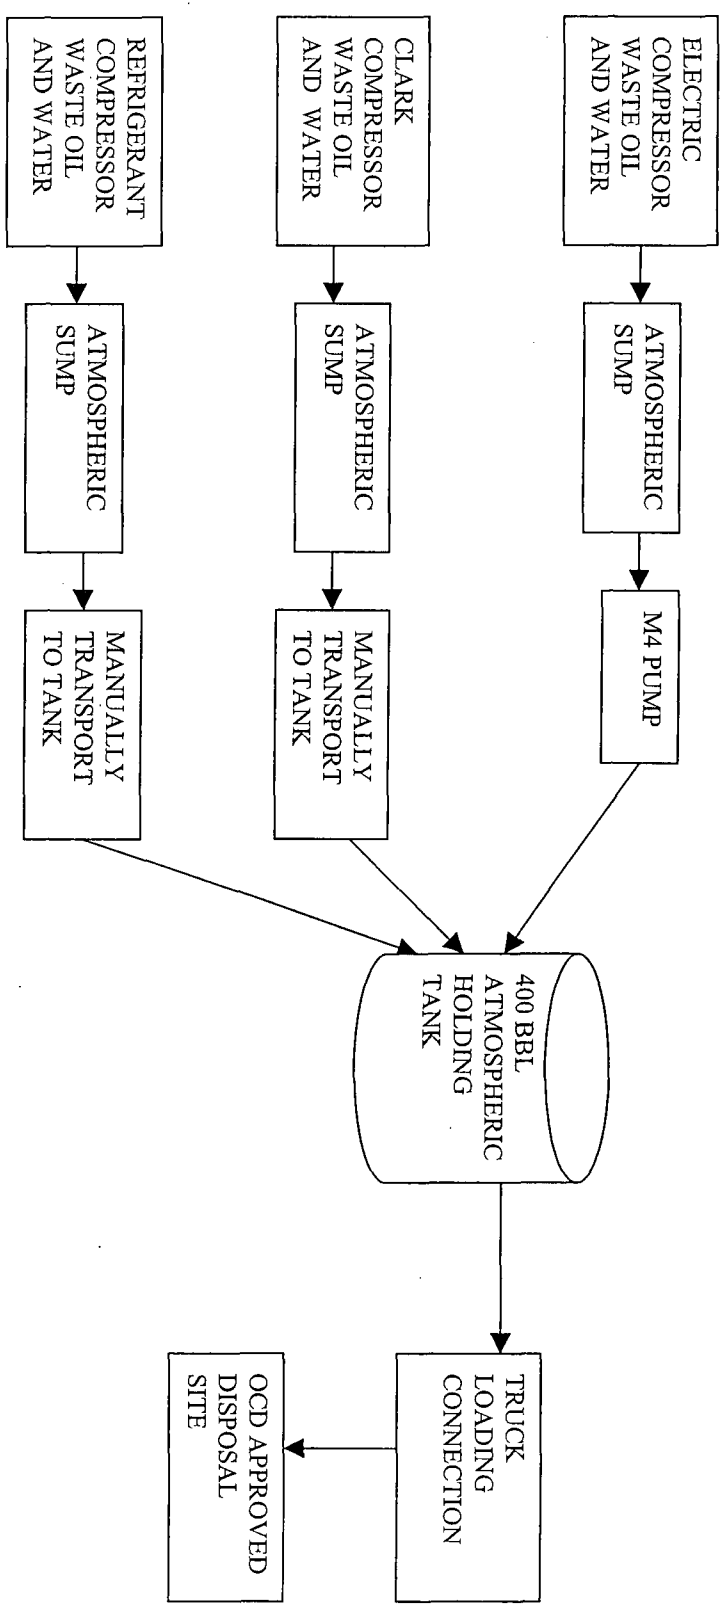 ELECTRIC
COMPRESSOR
WASTE OIL
AND WATER
ATMOSPHERIC
SUMP
M4 PUMP
CLARK
COMPRESSOR
WASTE OIL
AND WATER
ATMOSPHERIC
SUMP
MANUALLY
TRANSPORT
TO TANK
REFRIGERANT
COMPRESSOR
WASTE OIL
AND WATER
ATMOSPHERIC
SUMP
MANUALLY
TRANSPORT
TO TANK
400 BBL
ATMOSPHERIC
HOLDING
TANK
TRUCK
LOADING
CONNECTION
OCD APPROVED
DISPOSAL
SITE